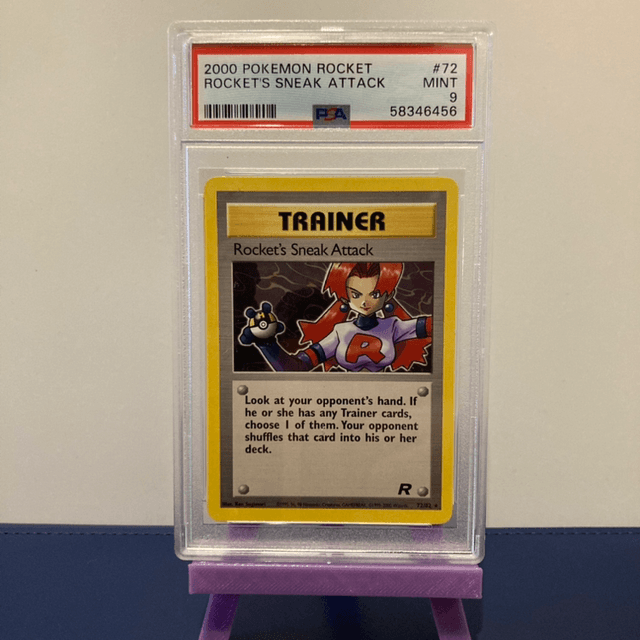 2000 POKEMON ROCKET #72
ROCKET'S SNEAK ATTACK MINT
9
PSA 58346456
TRAINER
Rocket's Sneak Attack
R
Look at your opponent's hand. If
he or she has any Trainer cards,
choose 1 of them. Your opponent
shuffles that card into his or her
deck.
R
72/82